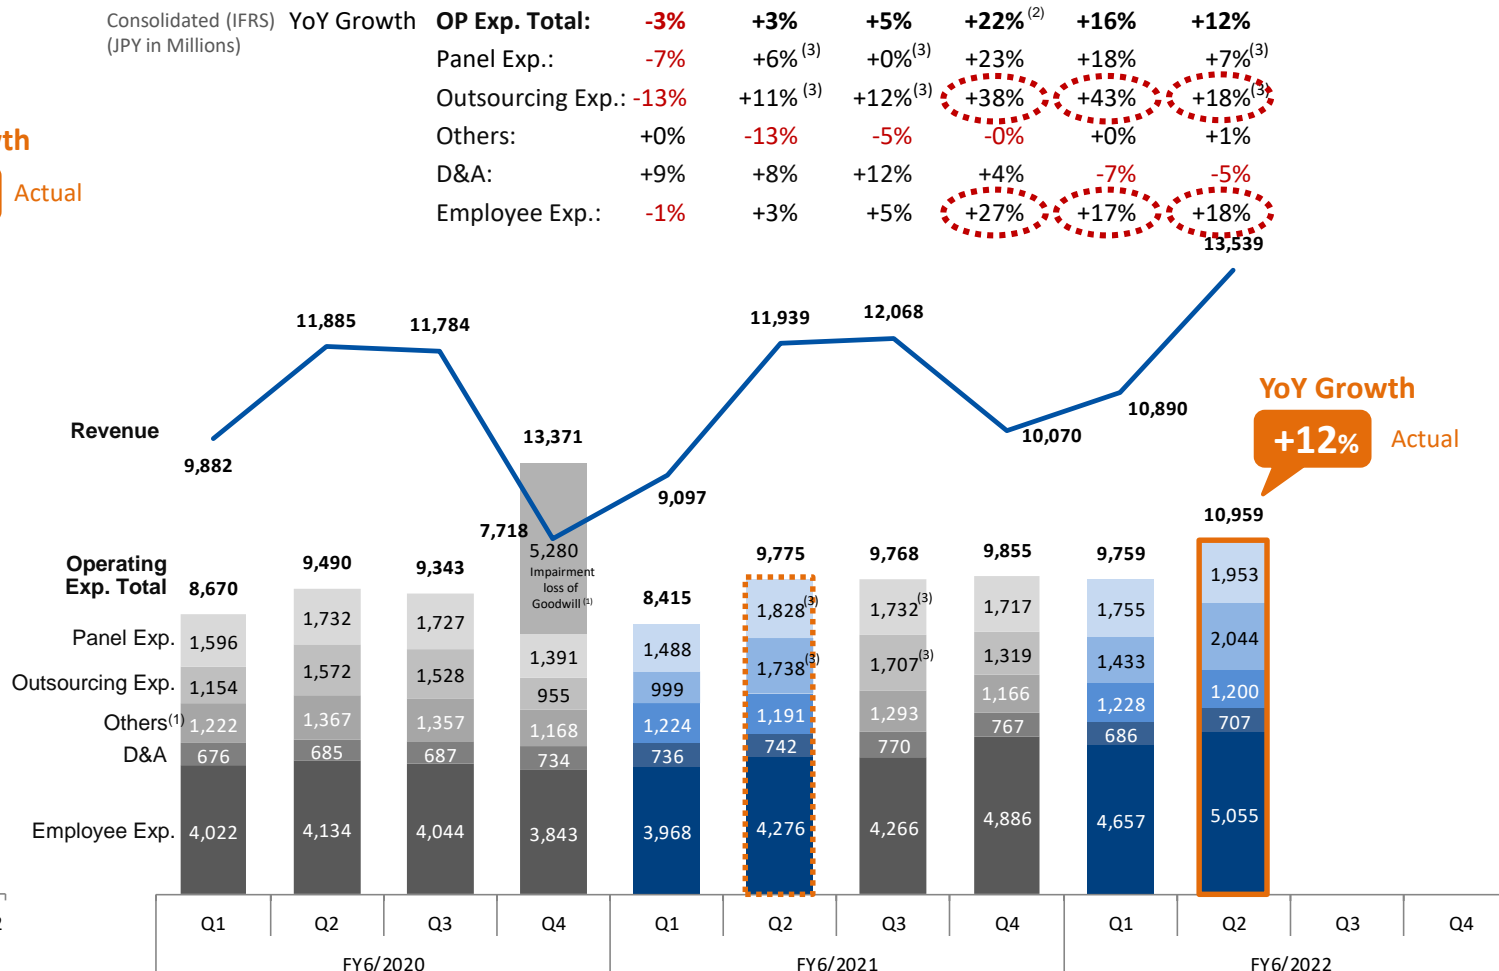 Consolidated (IFRS) YoY Growth OP Exp. Total: -3% +3% +5% +22% (2) +16% +12%
(JPY in Millions)
Panel Exp.: -7% +6% (3) +0% (3) +23% +18% +7% (3)
Outsourcing Exp.: -13% +11% (3) +12% (3) +38% +43% +18% (3)
Others: +0% -13% -5% -0% +0% +1%
D&A: +9% +8% +12% +4% -7% -5%
Employee Exp.: -1% +3% +5% +27% +17% +18%
th
Actual
13,539
11,885 11,784 11,939 12,068
YoY Growth
+12% Actual
10,890
Revenue
9,882 13,371 10,070
9,097
7,718
5,280
Impairment
loss of
Goodwill (1)
Operating
Exp. Total
8,670 9,490 9,343 8,415 9,775 9,768 9,855 9,759 10,959
Panel Exp. 1,596 1,732 1,727 1,391 1,488 1,828 (3) 1,732 (3) 1,717 1,755 1,953
Outsourcing Exp. 1,154 1,572 1,528 955 999 1,738 (3) 1,707 (3) 1,319 1,433 2,044
Others (1) 1,222 1,367 1,357 1,168 1,224 1,191 1,293 1,166 1,228 1,200
D&A 676 685 687 734 736 742 770 767 686 707
Employee Exp. 4,022 4,134 4,044 3,843 3,968 4,276 4,266 4,886 4,657 5,055
2 Q1 Q2 Q3 Q4 Q1 Q2 Q3 Q4 Q1 Q2 Q3 Q4
FY6/2020 FY6/2021 FY6/2022